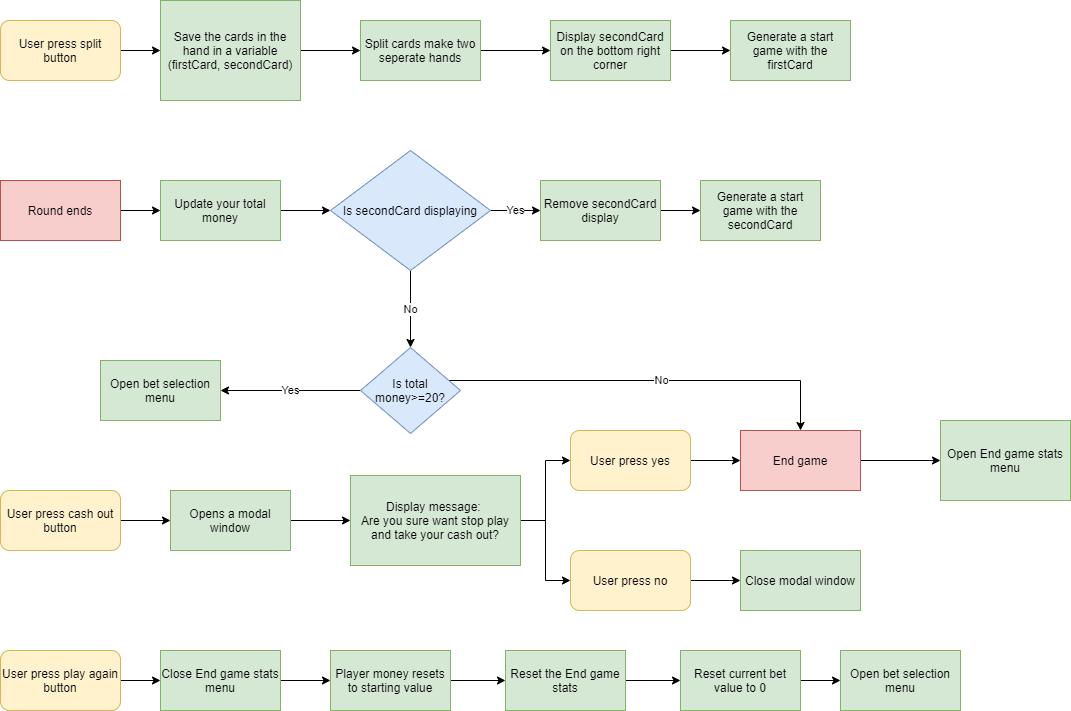 User press split
button
Save the cards in the
hand in a variable
(firstCard, secondCard)
Split cards make two
seperate hands
Display secondCard
on the bottom right
corner
Generate a start
game with the
firstCard
Round ends
Update your total
money
Is secondCard displaying
Yes
Remove secondCard
display
Generate a start
game with the
secondCard
No
Open bet selection
menu
Yes
Is total
money>=20?
No
User press yes
End game
Open End game stats
menu
User press cash out
button
Opens a modal
window
Display message:
Are you sure want stop play
and take your cash out?
User press no
Close modal window
User press play again
button
Close End game stats
menu
Player money resets
to starting value
Reset the End game
stats
Reset current bet
value to 0
Open bet selection
menu